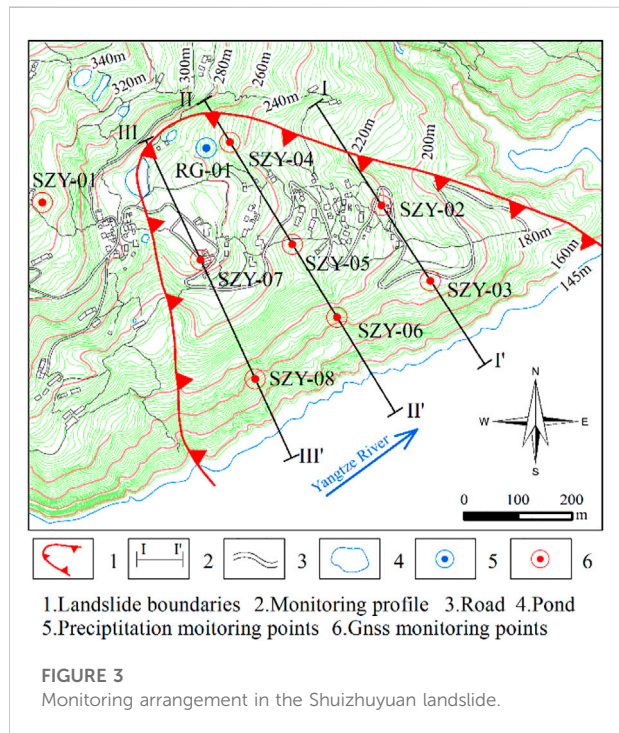 340m
320m
300m
280m
260m
240m
I
II
III
220m
200m
SZY-04
RG-01
SZY-01
SZY-02
180m
160m
145m
SZY-05
SZY-07
SZY-03
SZY-06
SZY-08
I'
II'
III'
Yangtze River
N
W E
S
0 100 200
m
1 I I' 2 3 4 5 6
1.Landslide boundaries 2.Monitoring profile 3.Road 4.Pond
5.Preciptitation moitoring points 6.Gnss monitoring points
FIGURE 3
Monitoring arrangement in the Shuizhuyuan landslide.